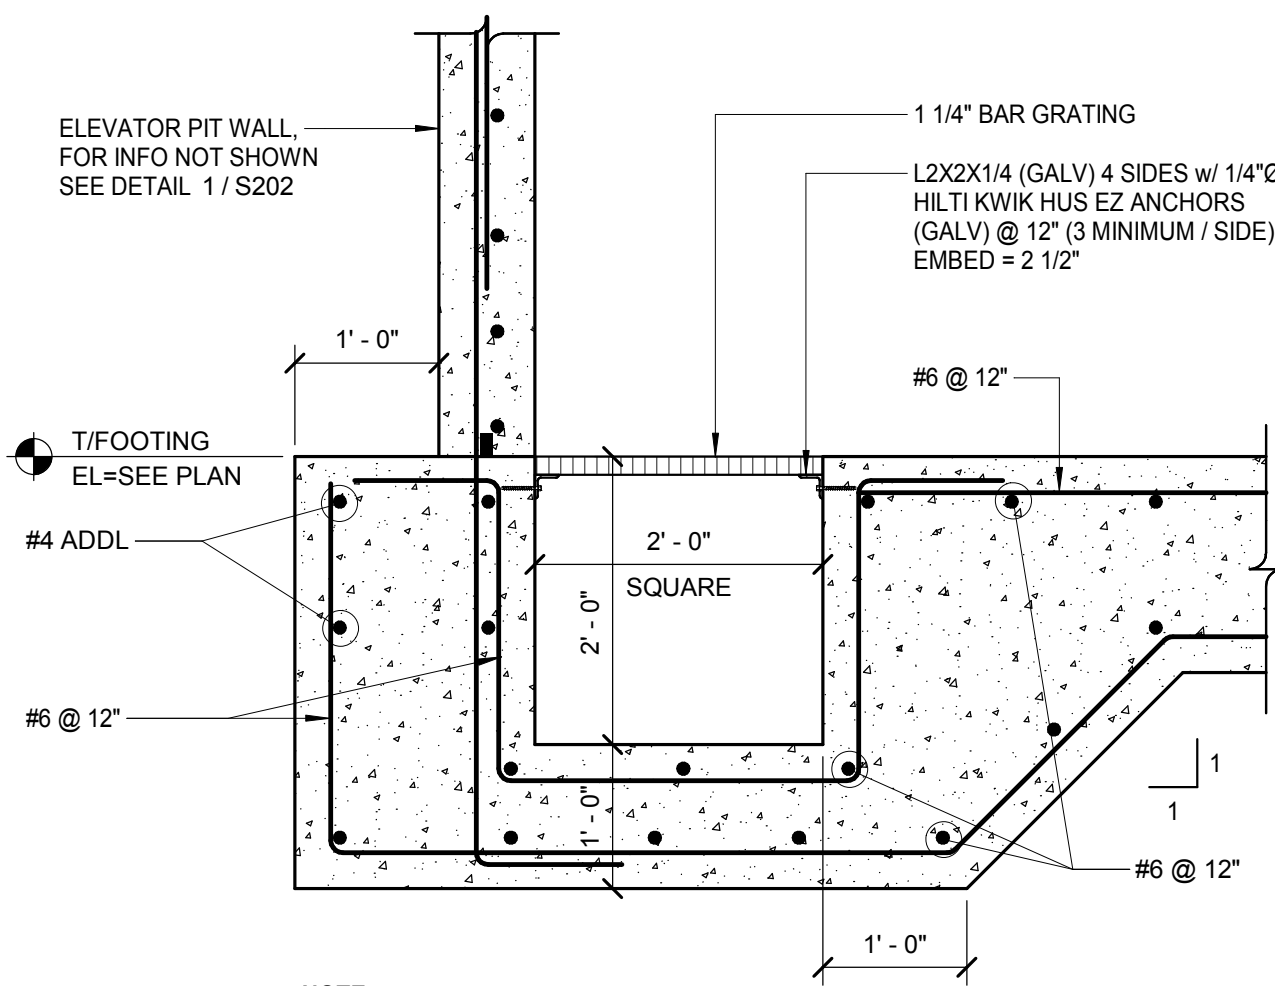 ELEVATOR PIT WALL,
FOR INFO NOT SHOWN
SEE DETAIL 1 / S202
1 1/4" BAR GRATING
L2X2X1/4 (GALV) 4 SIDES w/ 1/4"Ø
HILTI KWIK HUS EZ ANCHORS
(GALV) @ 12" (3 MINIMUM / SIDE)
EMBED = 2 1/2"
1' - 0"
#6 @ 12"
T/FOOTING
EL=SEE PLAN
#4 ADDL
2' - 0"
SQUARE
2' - 0"
#6 @ 12"
1' - 0"
1
1
#6 @ 12"
1' - 0"